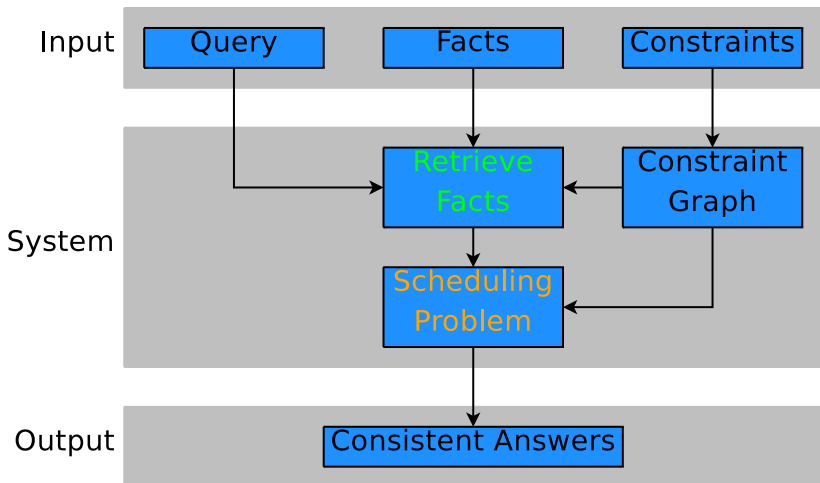 Input
Query
Facts
Constraints
System
Retrieve
Facts
Constraint
Graph
Scheduling
Problem
Output
Consistent Answers